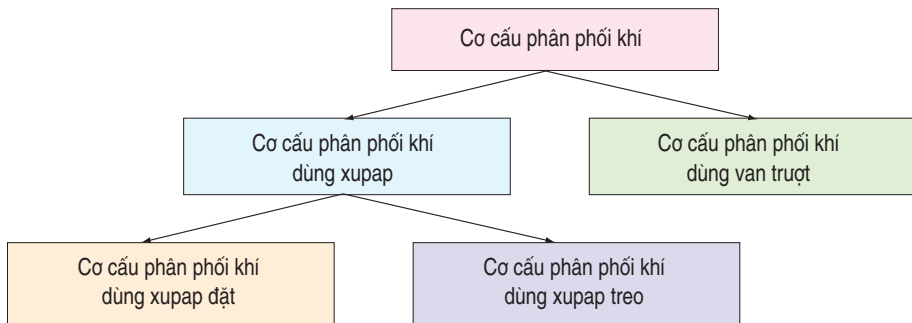 Cơ cấu phân phối khí
Cơ cấu phân phối khí
dùng xupap
Cơ cấu phân phối khí
dùng van trượt
Cơ cấu phân phối khí
dùng xupap đặt
Cơ cấu phân phối khí
dùng xupap treo